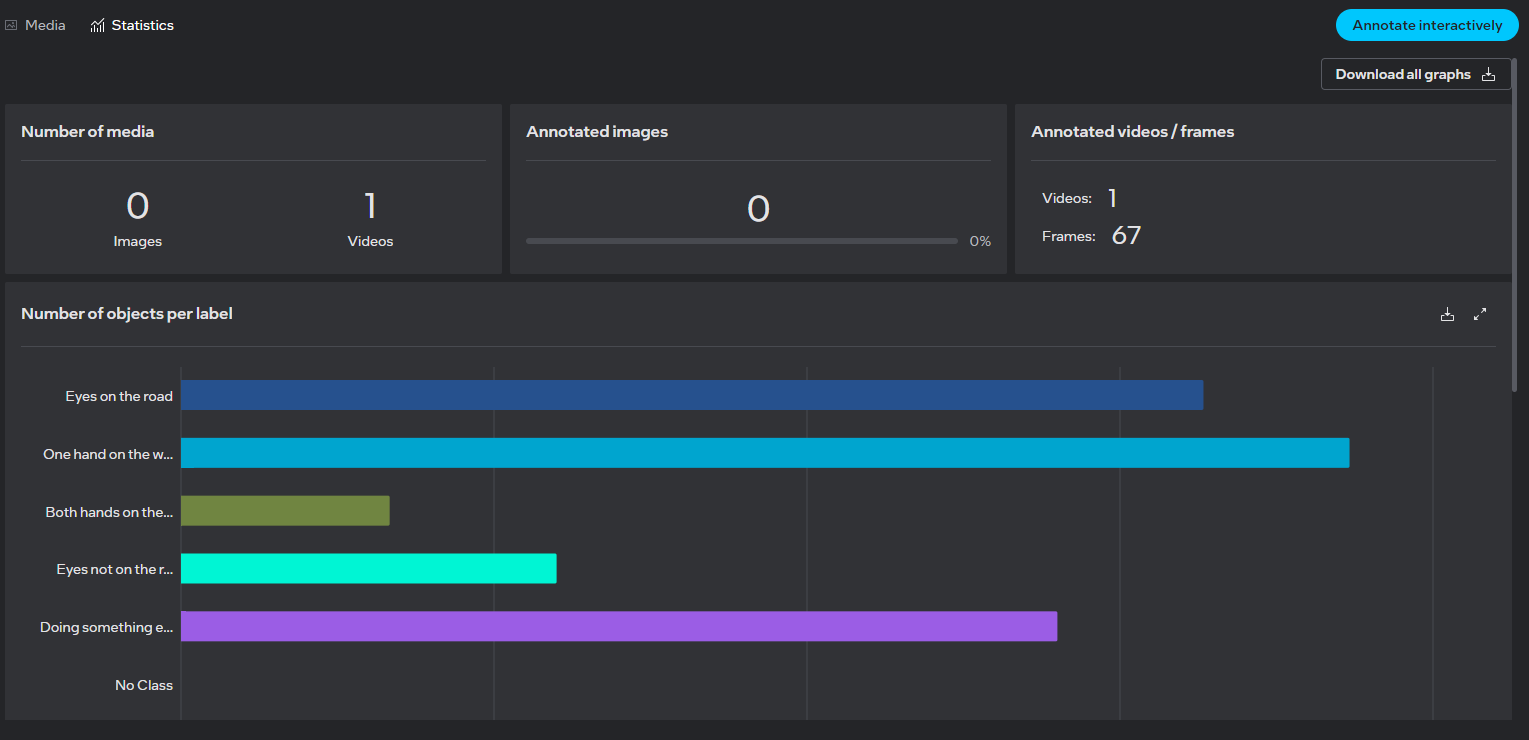 Media
Statistics
Annotate interactively
Download all graphs
Number of media
Annotated images
Annotated videos / frames
0
Images
1
Videos
0
0%
Videos: 1
Frames: 67
Number of objects per label
Eyes on the road
One hand on the w...
Both hands on the...
Eyes not on the r...
Doing something e...
No Class